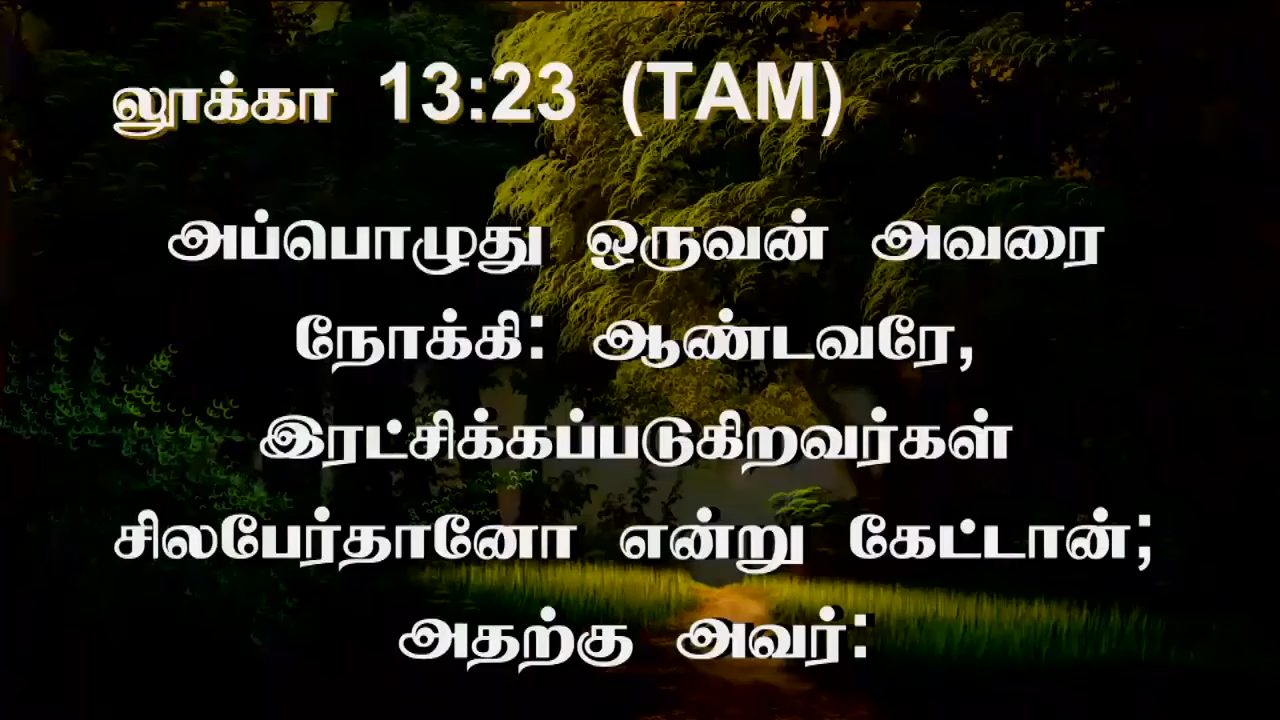 லூக்கா 13:23 (TAM)
அப்பொழுது ஒருவன் அவரை
நோக்கி: ஆண்டவரே,
இரட்சிக்கப்படுகிறவர்கள்
சிலபேர்தானோ என்று கேட்டான்;
அதற்கு அவர்: